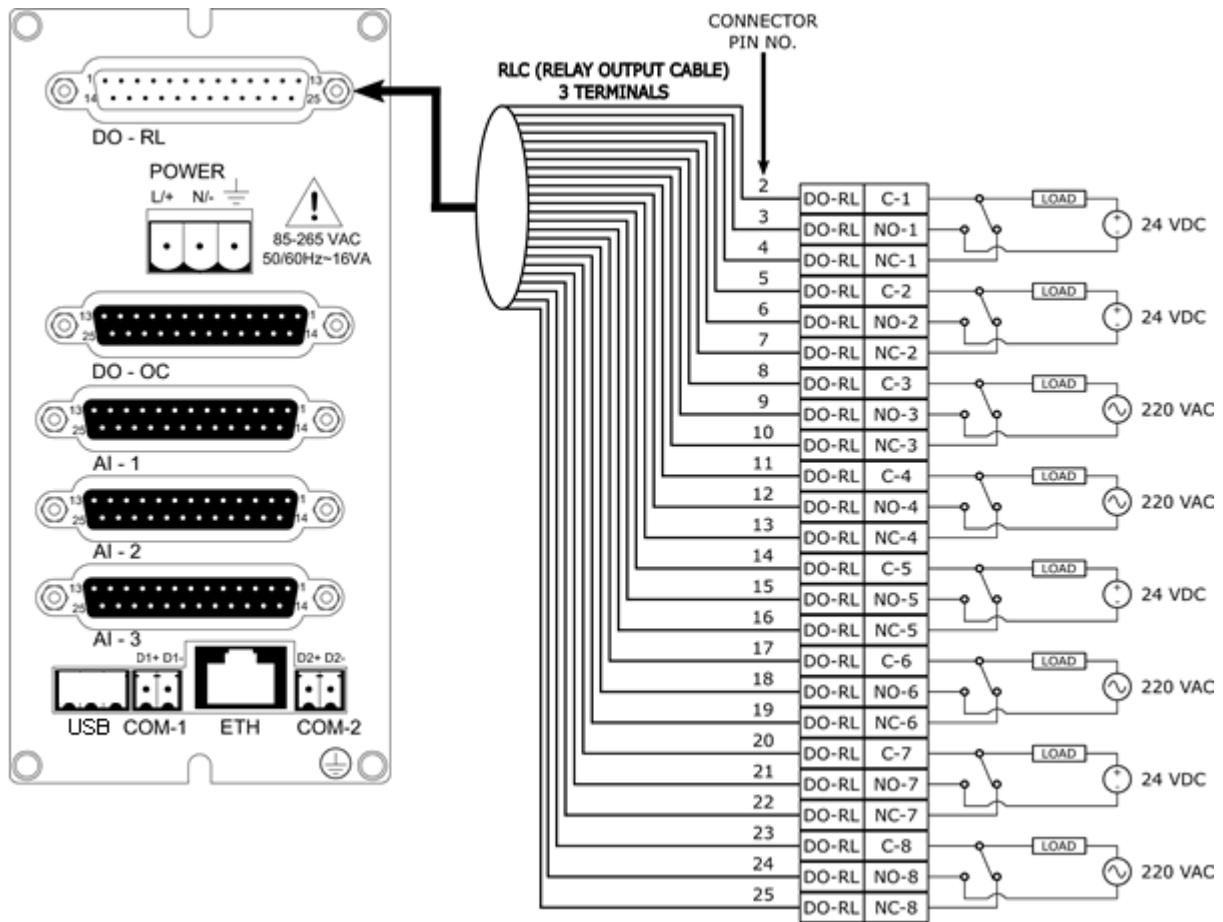 CONNECTOR
PIN NO.
RLC (RELAY OUTPUT CABLE)
3 TERMINALS
1 13
14 25
DO - RL
POWER
L/+ N/-
85-265 VAC
50/60Hz~16VA
13 1
25 14
DO - OC
13 1
25 14
AI - 1
13 1
25 14
AI - 2
13 1
25 14
AI - 3
D1+ D1- D2+ D2-
USB COM-1 ETH COM-2
2 DO-RL C-1 LOAD
+ - 24 VDC
3 DO-RL NO-1
4 DO-RL NC-1
5 DO-RL C-2 LOAD
+ - 24 VDC
6 DO-RL NO-2
7 DO-RL NC-2
8 DO-RL C-3 LOAD
220 VAC
9 DO-RL NO-3
10 DO-RL NC-3
11 DO-RL C-4 LOAD
220 VAC
12 DO-RL NO-4
13 DO-RL NC-4
14 DO-RL C-5 LOAD
+ - 24 VDC
15 DO-RL NO-5
16 DO-RL NC-5
17 DO-RL C-6 LOAD
220 VAC
18 DO-RL NO-6
19 DO-RL NC-6
20 DO-RL C-7 LOAD
+ - 24 VDC
21 DO-RL NO-7
22 DO-RL NC-7
23 DO-RL C-8 LOAD
220 VAC
24 DO-RL NO-8
25 DO-RL NC-8